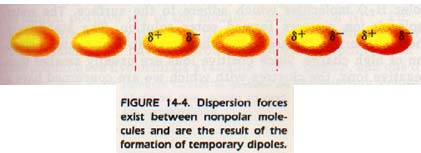 δ+ δ- δ+ δ- δ+ δ-
FIGURE 14-4. Dispersion forces
exist between nonpolar mole-
cules and are the result of the
formation of temporary dipoles.